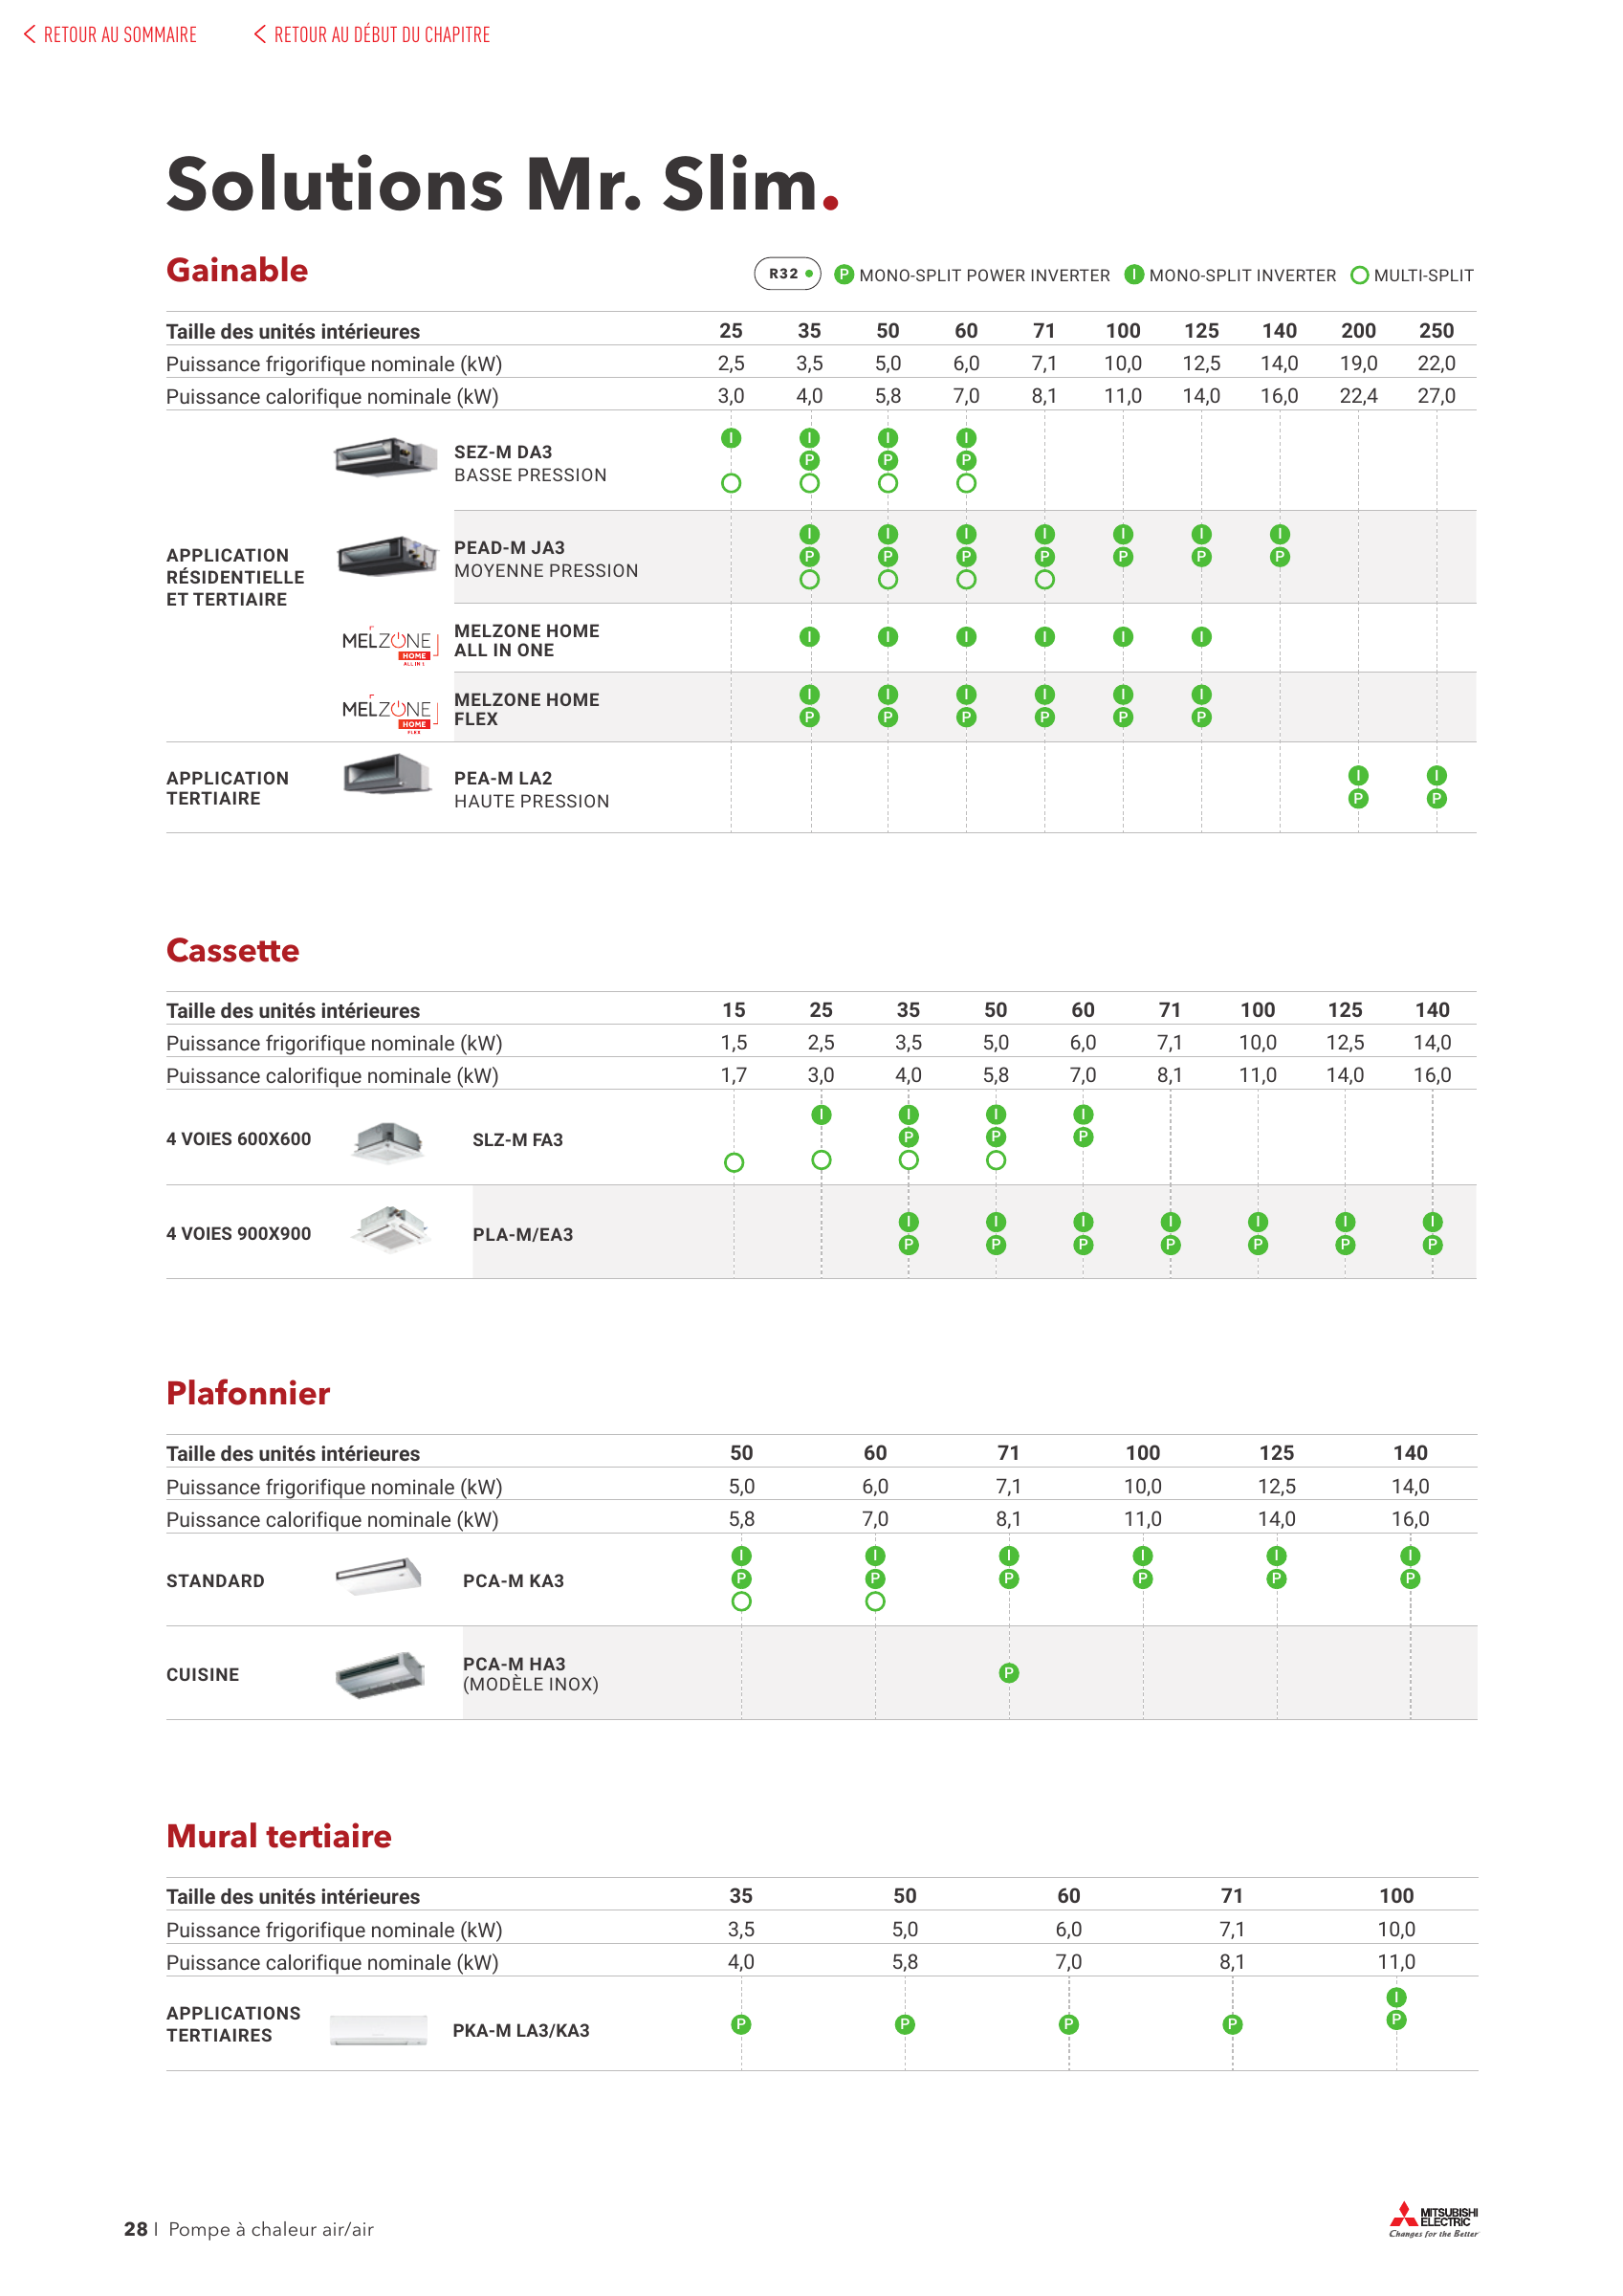 RETOUR AU SOMMAIRE RETOUR AU DÉBUT DU CHAPITRE
Solutions Mr. Slim.
Gainable
R32 P MONO-SPLIT POWER INVERTER I MONO-SPLIT INVERTER MULTI-SPLIT
Taille des unités intérieures 25 35 50 60 71 100 125 140 200 250
Puissance frigorifique nominale (kW) 2,5 3,5 5,0 6,0 7,1 10,0 12,5 14,0 19,0 22,0
Puissance calorifique nominale (kW) 3,0 4,0 5,8 7,0 8,1 11,0 14,0 16,0 22,4 27,0
APPLICATION
RÉSIDENTIELLE
ET TERTIAIRE
SEZ-M DA3
BASSE PRESSION
I I I I
P P P
PEAD-M JA3
MOYENNE PRESSION
I I I I I I I
P P P P P P P
MELZONE HOME ALL IN 1
MELZONE HOME
ALL IN ONE
I I I I I I
MELZONE HOME FLEX
MELZONE HOME
FLEX
I I I I I I
P P P P P P
APPLICATION
TERTIAIRE
PEA-M LA2
HAUTE PRESSION
I I
P P
Cassette
Taille des unités intérieures 15 25 35 50 60 71 100 125 140
Puissance frigorifique nominale (kW) 1,5 2,5 3,5 5,0 6,0 7,1 10,0 12,5 14,0
Puissance calorifique nominale (kW) 1,7 3,0 4,0 5,8 7,0 8,1 11,0 14,0 16,0
4 VOIES 600X600 SLZ-M FA3
I I I I
P P P
4 VOIES 900X900 PLA-M/EA3
I I I I I I I
P P P P P P P
Plafonnier
Taille des unités intérieures 50 60 71 100 125 140
Puissance frigorifique nominale (kW) 5,0 6,0 7,1 10,0 12,5 14,0
Puissance calorifique nominale (kW) 5,8 7,0 8,1 11,0 14,0 16,0
STANDARD PCA-M KA3
I I I I I I
P P P P P P
CUISINE
PCA-M HA3
(MODÈLE INOX)
P
Mural tertiaire
Taille des unités intérieures 35 50 60 71 100
Puissance frigorifique nominale (kW) 3,5 5,0 6,0 7,1 10,0
Puissance calorifique nominale (kW) 4,0 5,8 7,0 8,1 11,0
APPLICATIONS
TERTIAIRES
PKA-M LA3/KA3
I
P P P P P
28 I Pompe à chaleur air/air
MITSUBISHI
ELECTRIC
Changes for the Better